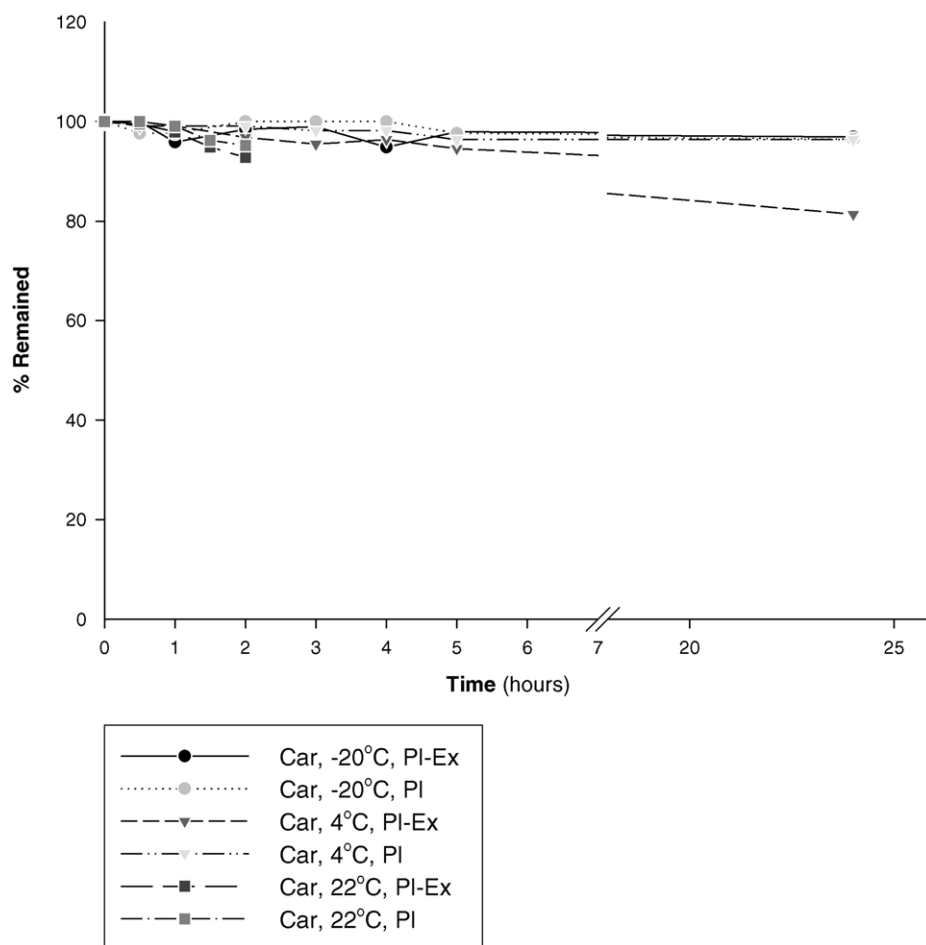 120
100
80
60
40
20
0
% Remained
0 1 2 3 4 5 6 7 20 25
Time (hours)
Car, -20°C, Pl-Ex
Car, -20°C, Pl
Car, 4°C, Pl-Ex
Car, 4°C, Pl
Car, 22°C, Pl-Ex
Car, 22°C, Pl